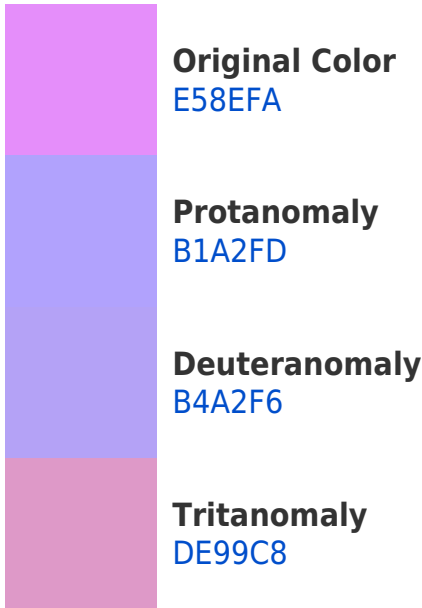 Original Color
E58EFA
Protanomaly
B1A2FD
Deuteranomaly
B4A2F6
Tritanomaly
DE99C8